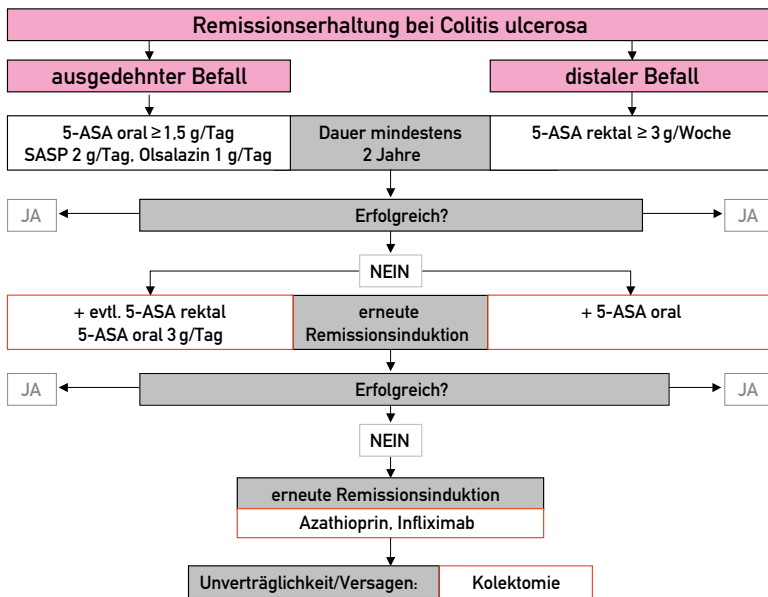 Remissionserhaltung bei Colitis ulcerosa
ausgedehnter Befall
distaler Befall
5-ASA oral ≥ 1,5 g/Tag
SASP 2 g/Tag, Olsalazin 1 g/Tag
Dauer mindestens
2 Jahre
5-ASA rektal ≥ 3 g/Woche
JA
Erfolgreich?
JA
NEIN
+ evtl. 5-ASA rektal
5-ASA oral 3 g/Tag
erneute
Remissionsinduktion
+ 5-ASA oral
JA
Erfolgreich?
JA
NEIN
erneute Remissionsinduktion
Azathioprin, Infliximab
Unverträglichkeit/Versagen:
Kolektomie